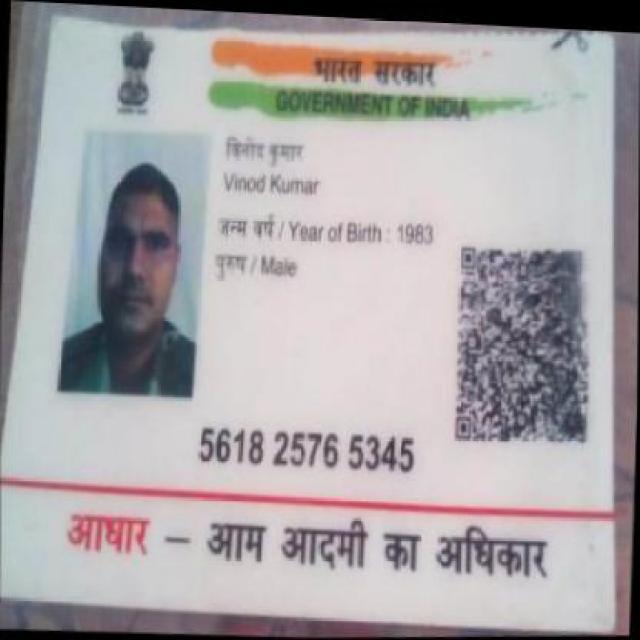 भारत सरकार
GOVERNMENT OF INDIA
विनोद कुमार
Vinod Kumar
जन्म वर्ष / Year of Birth : 1983
पुरुष / Male
5618 2576 5345
आधार – आम आदमी का अधिकार